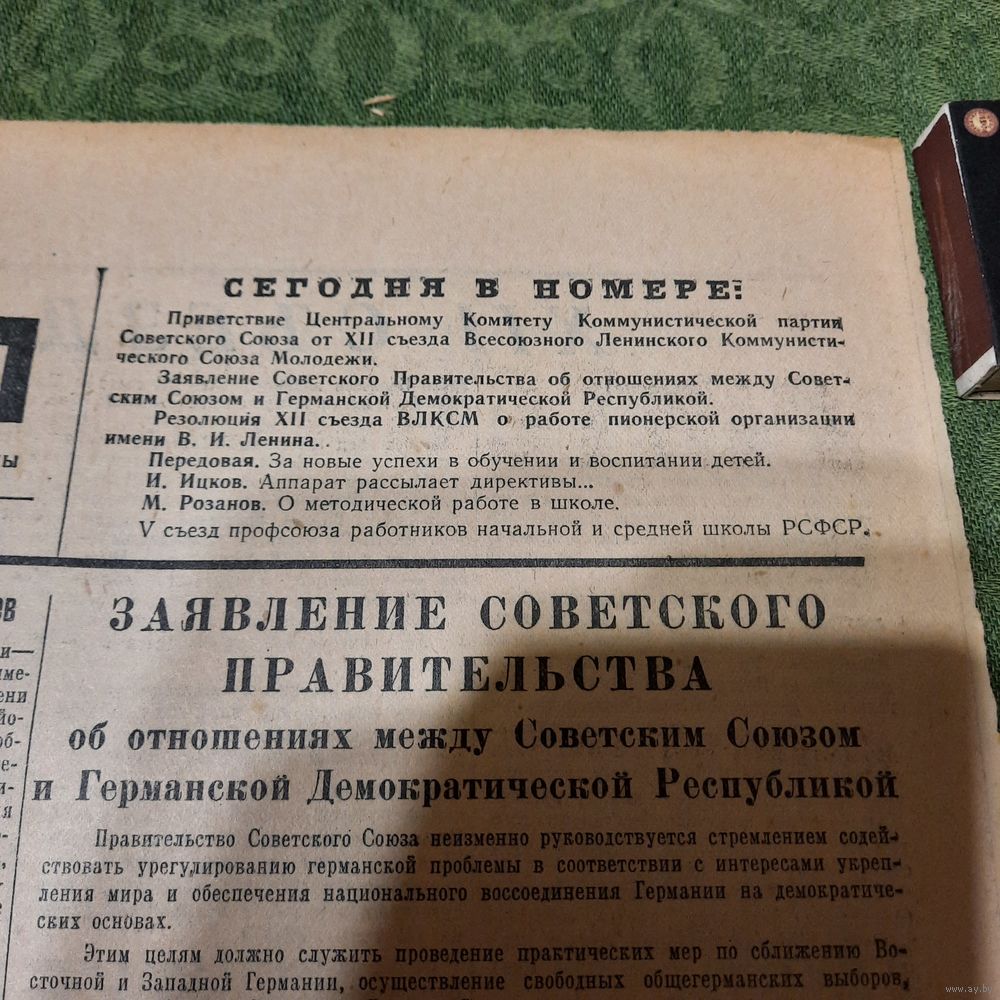 СЕГОДНЯ В НОМЕРЕ:
Приветствие Центральному Комитету Коммунистической партии
Советского Союза от XII съезда Всесоюзного Ленинского Коммунисти-
ческого Союза Молодежи.
Заявление Советского Правительства об отношениях между Совет-
ским Союзом и Германской Демократической Республикой.
Резолюция XII съезда ВЛКСМ о работе пионерской организации
имени В. И. Ленина.
Передовая. За новые успехи в обучении и воспитании детей.
И. Ицков. Аппарат рассылает директивы...
М. Розанов. О методической работе в школе.
V съезд профсоюза работников начальной и средней школы РСФСР.
ЗАЯВЛЕНИЕ СОВЕТСКОГО
ПРАВИТЕЛЬСТВА
об отношениях между Советским Союзом
и Германской Демократической Республикой
Правительство Советского Союза неизменно руководствуется стремлением содей-
ствовать урегулированию германской проблемы в соответствии с интересами укреп-
ления мира и обеспечения национального воссоединения Германии на демократиче-
ских основах.
Этим целям должно служить проведение практических мер по сближению Во-
сточной и Западной Германии, осуществление свободных общегерманских выборов,
www.ay.by